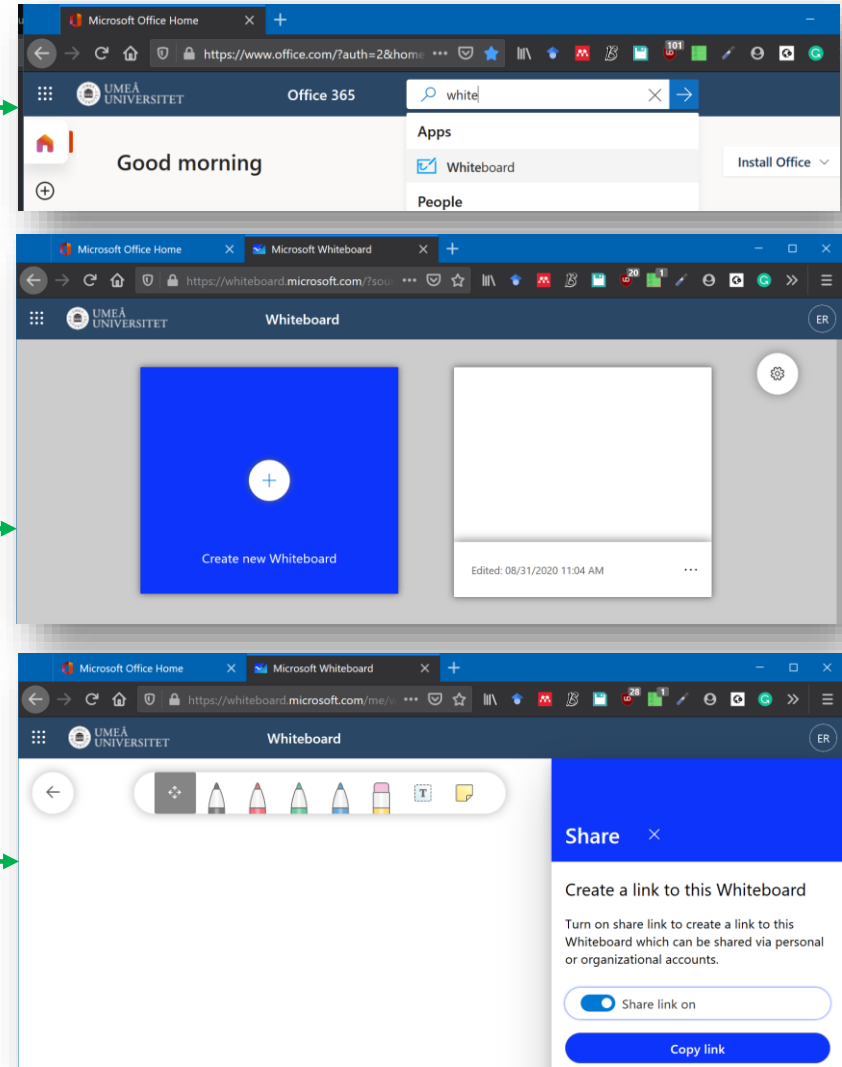 Microsoft Office Home
https://www.office.com/?auth=2&home
101
UMEÅ
UNIVERSITET
Office 365
white
Apps
Whiteboard
People
Good morning
Install Office
Microsoft Office Home
Microsoft Whiteboard
https://whiteboard.microsoft.com/?sou
20
1
UMEÅ
UNIVERSITET
Whiteboard
ER
Create new Whiteboard
Edited: 08/31/2020 11:04 AM
Microsoft Office Home
Microsoft Whiteboard
https://whiteboard.microsoft.com/me/
28
1
UMEÅ
UNIVERSITET
Whiteboard
ER
T
Share
Create a link to this Whiteboard
Turn on share link to create a link to this
Whiteboard which can be shared via personal
or organizational accounts.
Share link on
Copy link